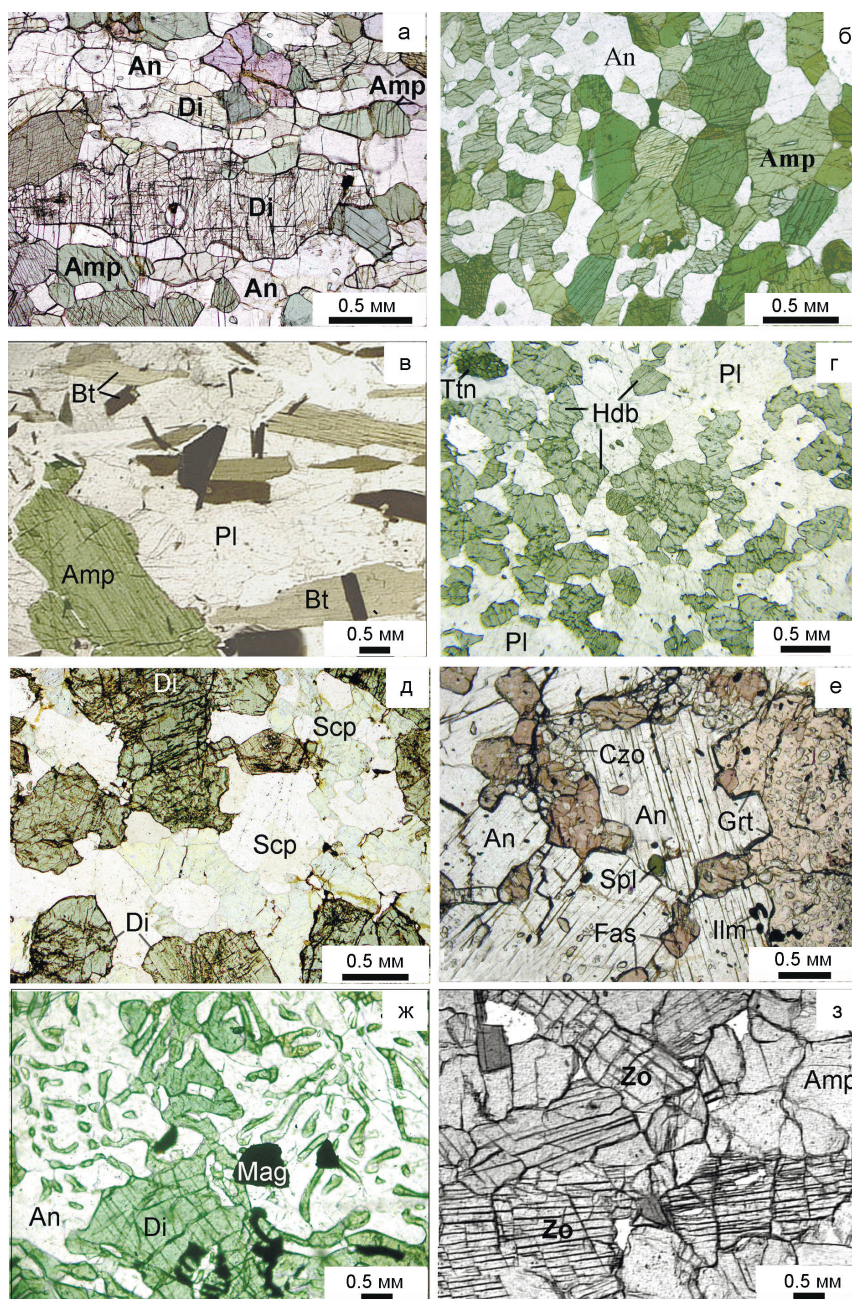 а
An
Di
Amp
Di
Amp
An
0.5 мм
б
An
Amp
0.5 мм
в
Bt
Pl
Amp
Bt
0.5 мм
г
Ttn
Pl
Hdb
Pl
0.5 мм
д
Di
Scp
Scp
Di
0.5 мм
е
Czo
An
An
Grt
Spl
Fas
Ilm
0.5 мм
ж
Mag
An
Di
0.5 мм
з
Zo
Amp
Zo
0.5 мм